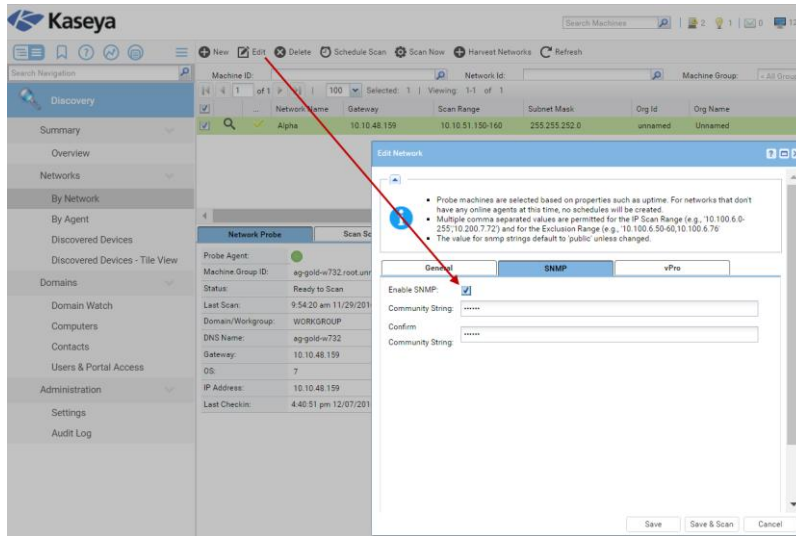 Kaseya
Search Machines
2
1
0
12
New Edit Delete Schedule Scan Scan Now Harvest Networks Refresh
Search Navigation
Machine ID: Network Id: Machine Group: < All Group
1 of 1 100 Selected: 1 Viewing: 1-1 of 1
... Network Name Gateway Scan Range Subnet Mask Org Id Org Name
Alpha 10.10.48.159 10.10.51.150-160 255.255.252.0 unnamed Unnamed
Discovery
Summary
Overview
Networks
By Network
By Agent
Discovered Devices
Discovered Devices - Tile View
Domains
Domain Watch
Computers
Contacts
Users & Portal Access
Administration
Settings
Audit Log
Network Probe Scan Sc
Probe Agent:
Machine Group ID: ag-gold-w732.root.unn
Status: Ready to Scan
Last Scan: 9:54:20 am 11/29/201
Domain/Workgroup: WORKGROUP
DNS Name: ag-gold-w732
Gateway: 10.10.48.159
OS: 7
IP Address: 10.10.48.159
Last Checkin: 4:40:51 pm 12/07/201
Edit Network
Probe machines are selected based on properties such as uptime. For networks that don't
have any online agents at this time, no schedules will be created.
Multiple comma separated values are permitted for the IP Scan Range (e.g., '10.100.6.0-
255,'10.200.7.72') and for the Exclusion Range (e.g., '10.100.6.50-60,10.100.6.76'
The value for snmp strings default to 'public' unless changed.
General SNMP vPro
Enable SNMP:
Community String: ••••••
Confirm
Community String: ••••••
Save Save & Scan Cancel